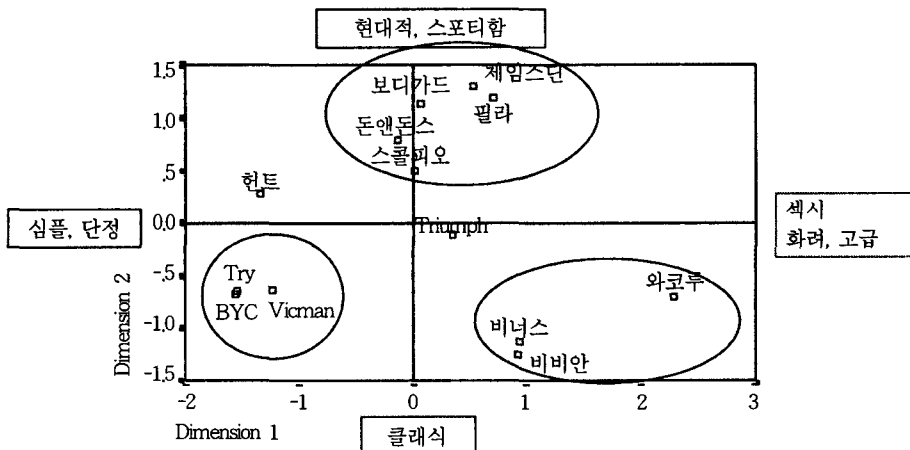 현대적, 스포티함
1.5
제임스딘
보디가드
1.0
필라
돈앤돈스
.5
스콜피오
헌트
섹시
심플, 단정
0.0
Triumph
화려, 고급
-.5
Try
와코루
BYC
Vicman
-1.0
비너스
비비안
-1.5
Dimension 2
-2
-1
0
1
2
3
Dimension 1
클래식